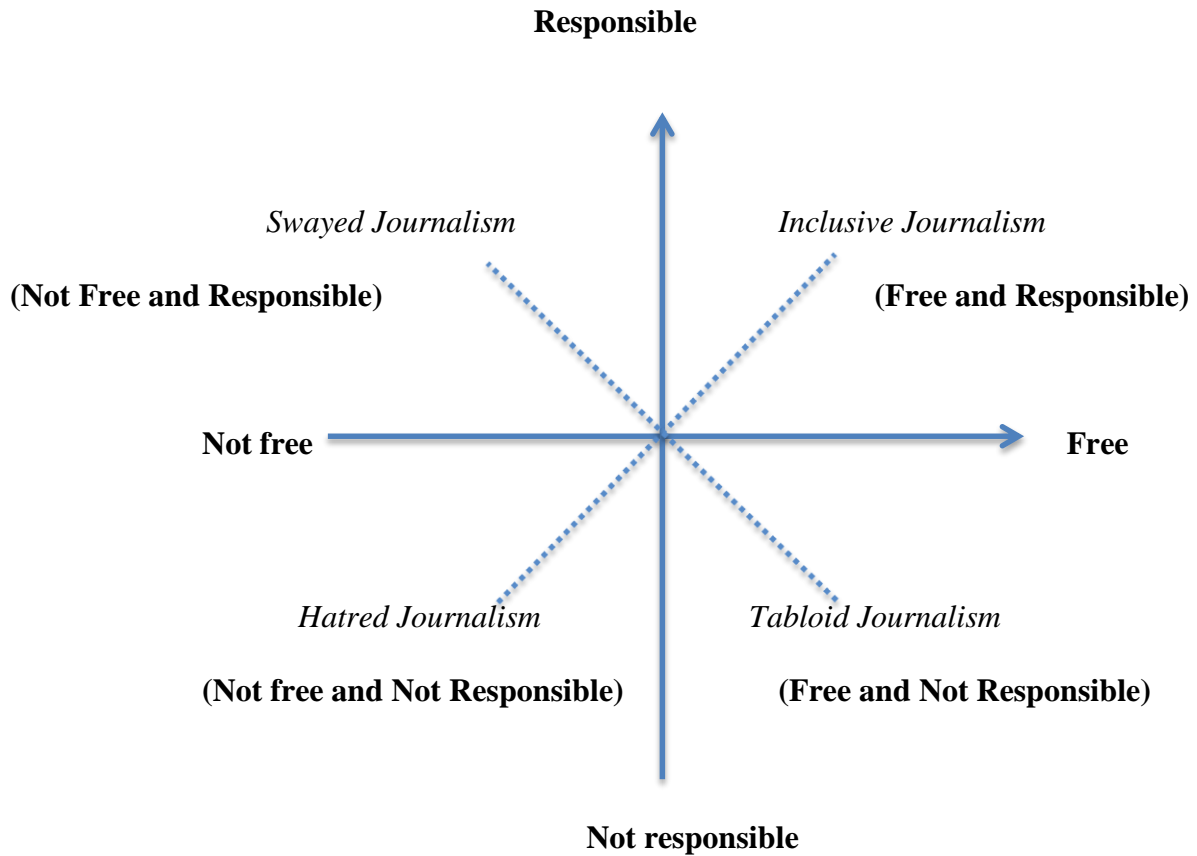 Responsible
Swayed Journalism
Inclusive Journalism
(Not Free and Responsible)
(Free and Responsible)
Not free
Free
Hatred Journalism
Tabloid Journalism
(Not free and Not Responsible)
(Free and Not Responsible)
Not responsible